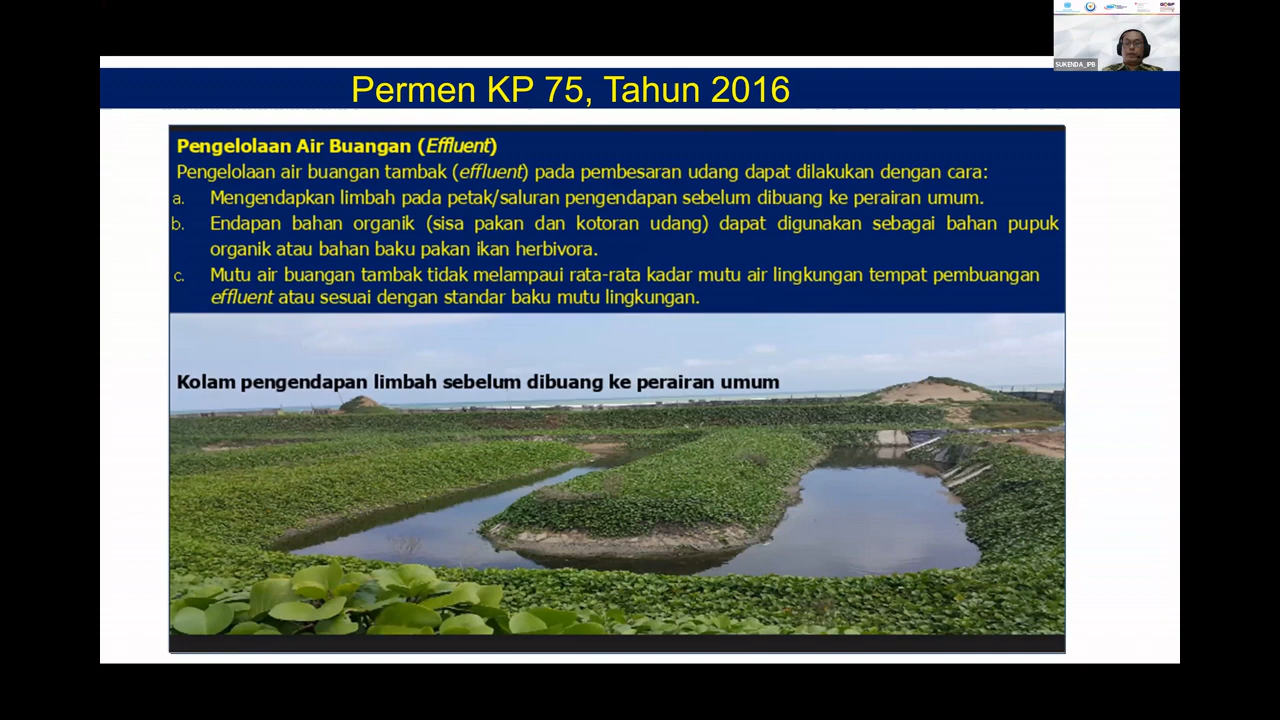 Permen KP 75, Tahun 2016
SUKENDA_IPB
Pengelolaan Air Buangan (Effluent)
Pengelolaan air buangan tambak (effluent) pada pembesaran udang dapat dilakukan dengan cara:
a. Mengendapkan limbah pada petak/saluran pengendapan sebelum dibuang ke perairan umum.
b. Endapan bahan organik (sisa pakan dan kotoran udang) dapat digunakan sebagai bahan pupuk
organik atau bahan baku pakan ikan herbivora.
c. Mutu air buangan tambak tidak melampaui rata-rata kadar mutu air lingkungan tempat pembuangan
effluent atau sesuai dengan standar baku mutu lingkungan.
Kolam pengendapan limbah sebelum dibuang ke perairan umum